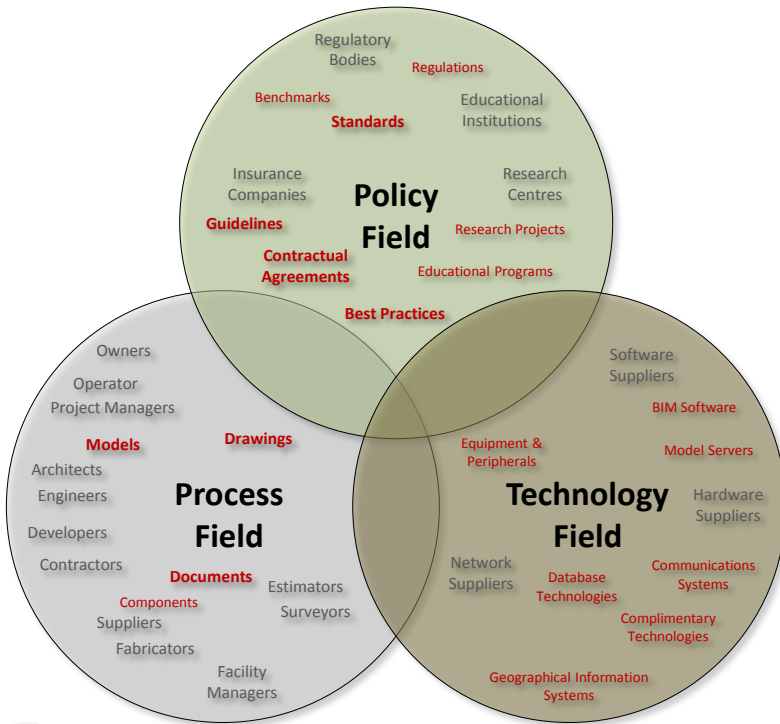 Regulatory
Bodies
Regulations
Benchmarks
Standards
Educational
Institutions
Insurance
Companies
Research
Centres
Policy
Field
Guidelines
Research Projects
Contractual
Agreements
Educational Programs
Best Practices
Owners
Operator
Project Managers
Models
Drawings
Architects
Engineers
Process
Field
Developers
Contractors
Documents
Estimators
Surveyors
Components
Suppliers
Fabricators
Facility
Managers
Software
Suppliers
BIM Software
Equipment &
Peripherals
Model Servers
Technology
Field
Hardware
Suppliers
Network
Suppliers
Database
Technologies
Communications
Systems
Complimentary
Technologies
Geographical Information
Systems